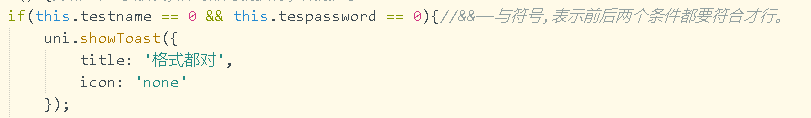 if(this.testname == 0 && this.tespassword == 0){//&&——与符号,表示前后两个条件都要符合才行。
uni.showToast({
title: '格式都对',
icon: 'none'
});